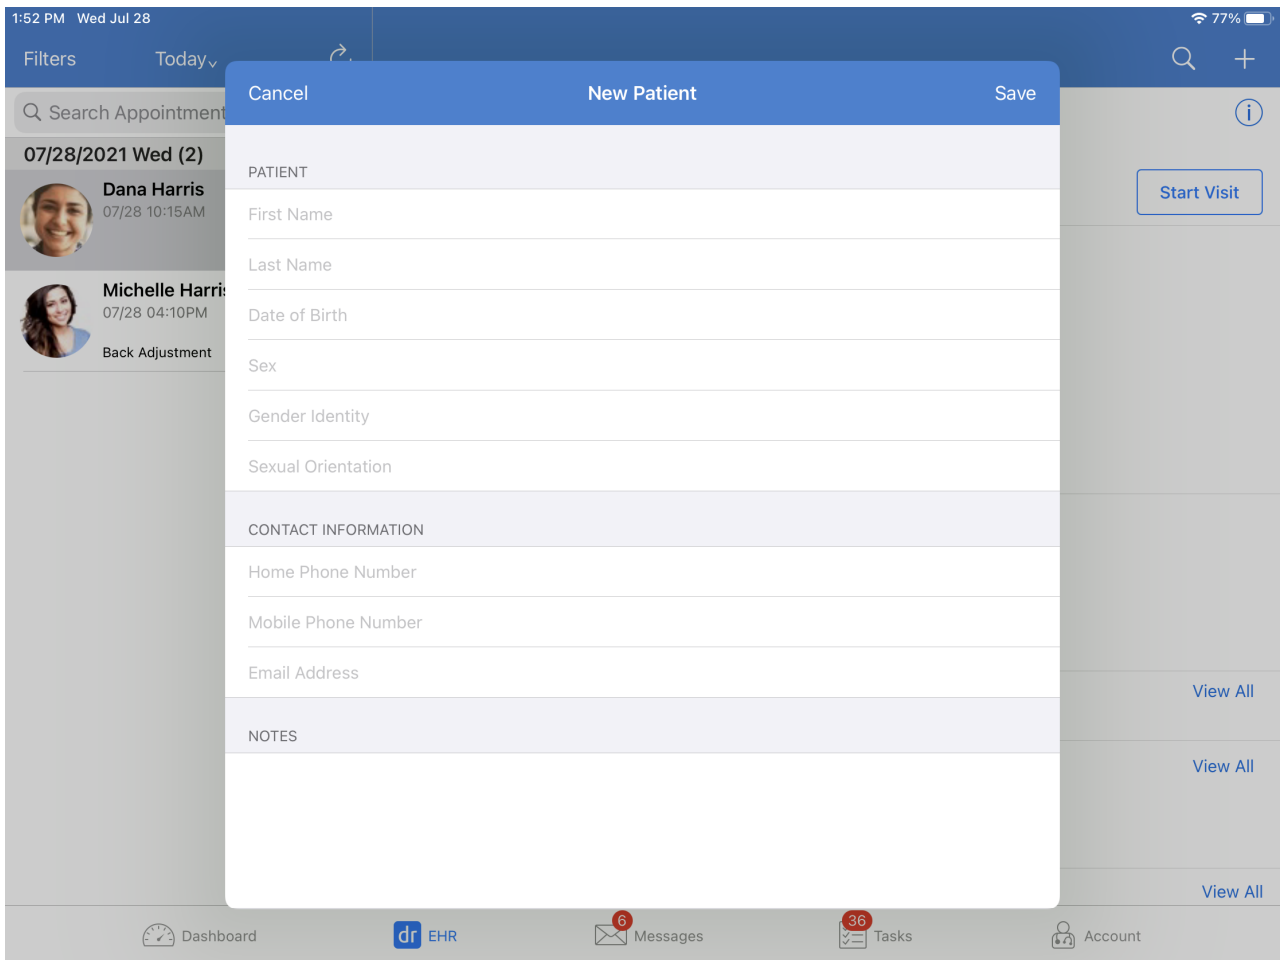 1:52 PM Wed Jul 28
77%
Filters
Today
Search Appointment
07/28/2021 Wed (2)
Dana Harris
07/28 10:15AM
Michelle Harris
07/28 04:10PM
Back Adjustment
Cancel
New Patient
Save
PATIENT
First Name
Last Name
Date of Birth
Sex
Gender Identity
Sexual Orientation
CONTACT INFORMATION
Home Phone Number
Mobile Phone Number
Email Address
NOTES
Start Visit
View All
View All
View All
Dashboard
dr EHR
6
Messages
36
Tasks
Account